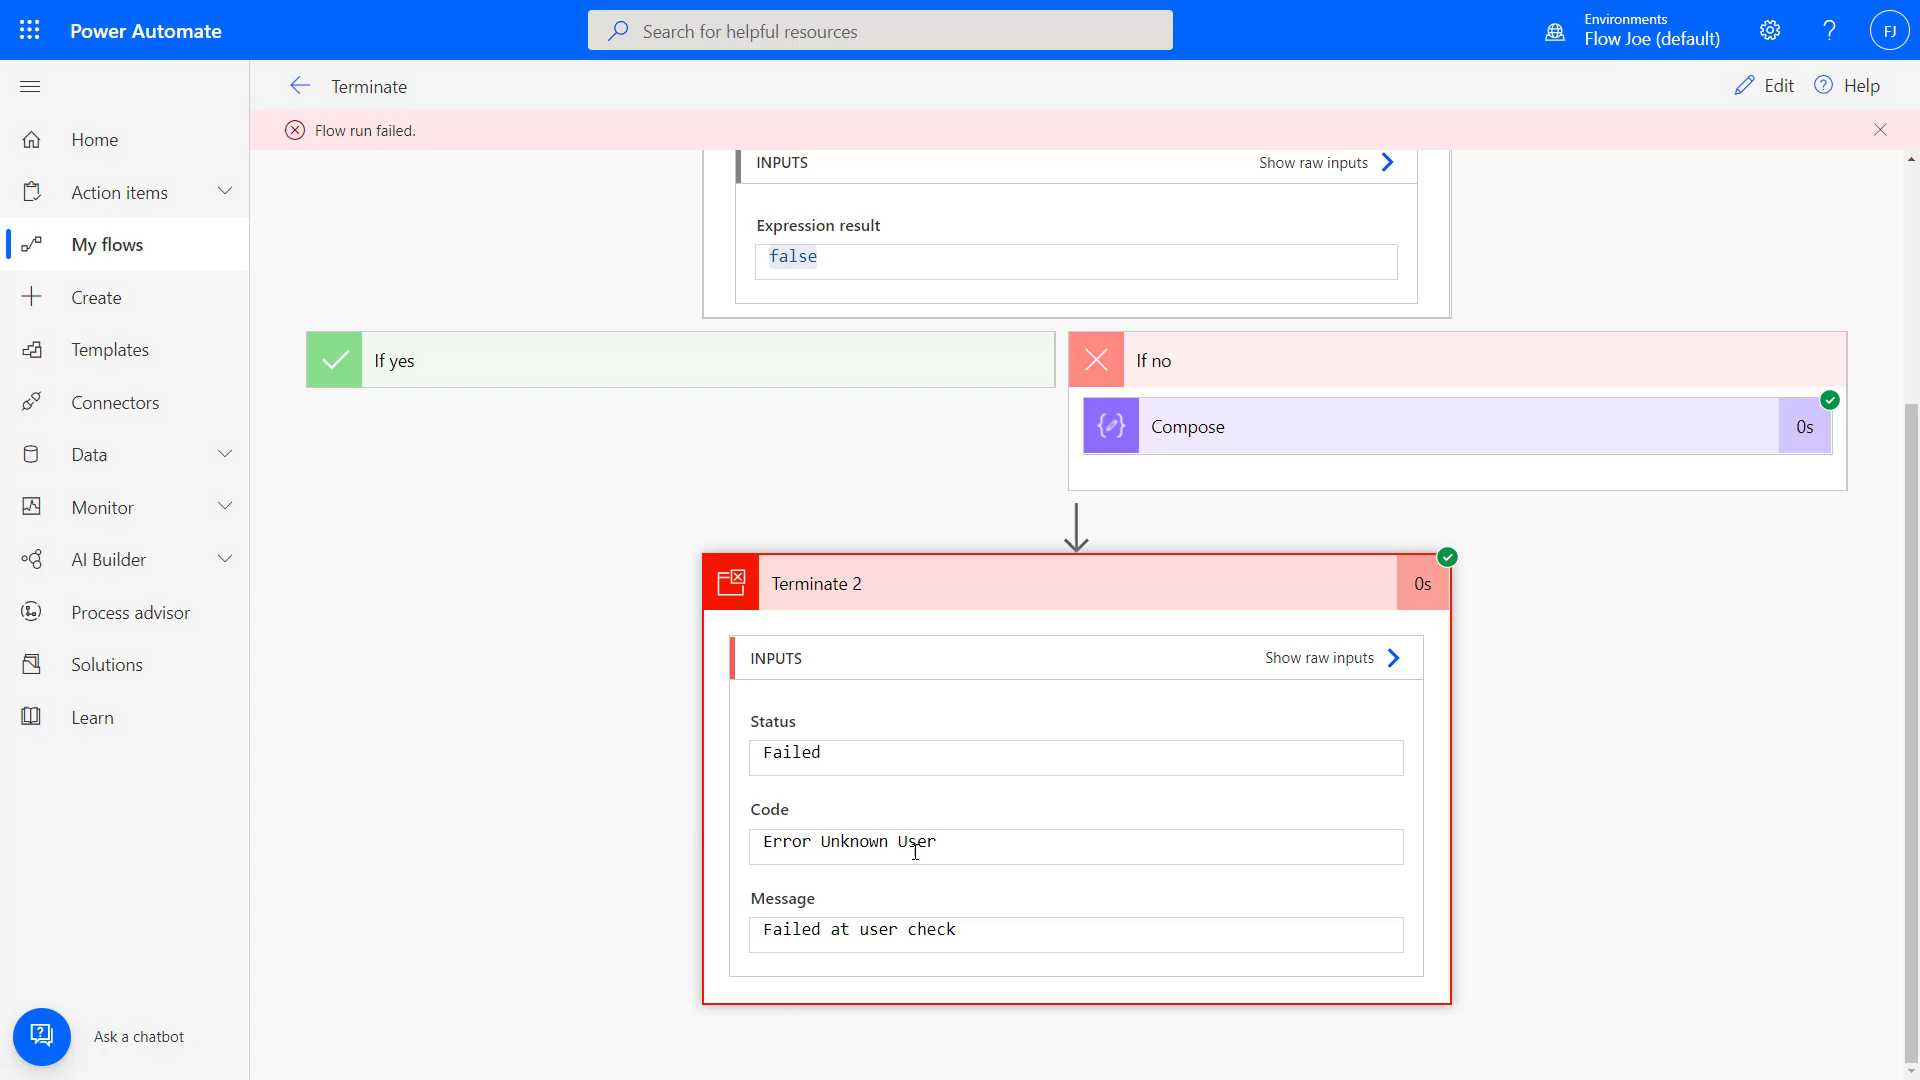 Power Automate
Search for helpful resources
Environments
Flow Joe (default)
?
FJ
Terminate
Edit
Help
Flow run failed.
Home
Action items
My flows
Create
Templates
Connectors
Data
Monitor
AI Builder
Process advisor
Solutions
Learn
Ask a chatbot
INPUTS
Show raw inputs
Expression result
false
If yes
If no
Compose
0s
Terminate 2
0s
INPUTS
Show raw inputs
Status
Failed
Code
Error Unknown User
Message
Failed at user check